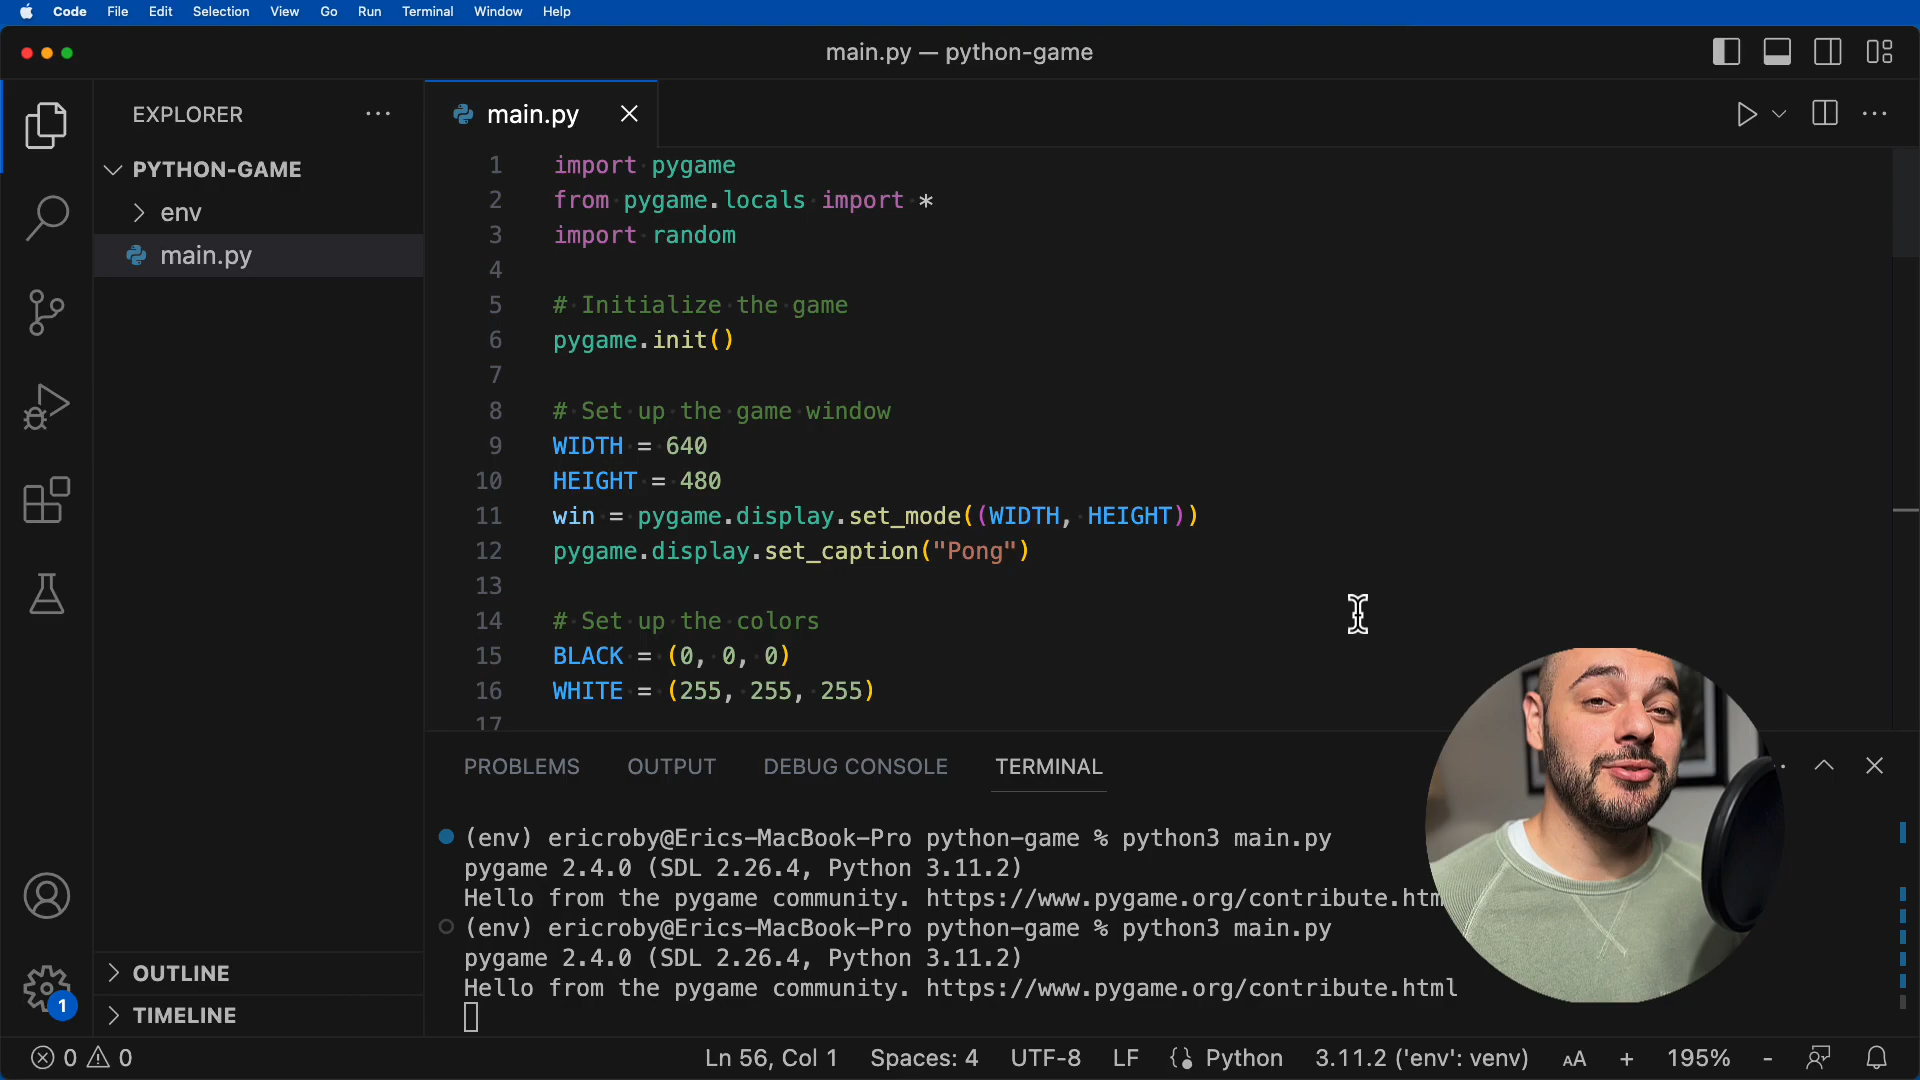 Code File Edit Selection View Go Run Terminal Window Help
main.py — python-game
EXPLORER
PYTHON-GAME
env
main.py
main.py
1 import pygame
2 from pygame.locals import *
3 import random
4
5 # Initialize the game
6 pygame.init()
7
8 # Set up the game window
9 WIDTH = 640
10 HEIGHT = 480
11 win = pygame.display.set_mode((WIDTH, HEIGHT))
12 pygame.display.set_caption("Pong")
13
14 # Set up the colors
15 BLACK = (0, 0, 0)
16 WHITE = (255, 255, 255)
17
PROBLEMS OUTPUT DEBUG CONSOLE TERMINAL
(env) ericroby@Erics-MacBook-Pro python-game % python3 main.py
pygame 2.4.0 (SDL 2.26.4, Python 3.11.2)
Hello from the pygame community. https://www.pygame.org/contribute.htm
(env) ericroby@Erics-MacBook-Pro python-game % python3 main.py
pygame 2.4.0 (SDL 2.26.4, Python 3.11.2)
Hello from the pygame community. https://www.pygame.org/contribute.html
1
OUTLINE
TIMELINE
0 0 Ln 56, Col 1 Spaces: 4 UTF-8 LF Python 3.11.2 ('env': venv) AA + 195% -